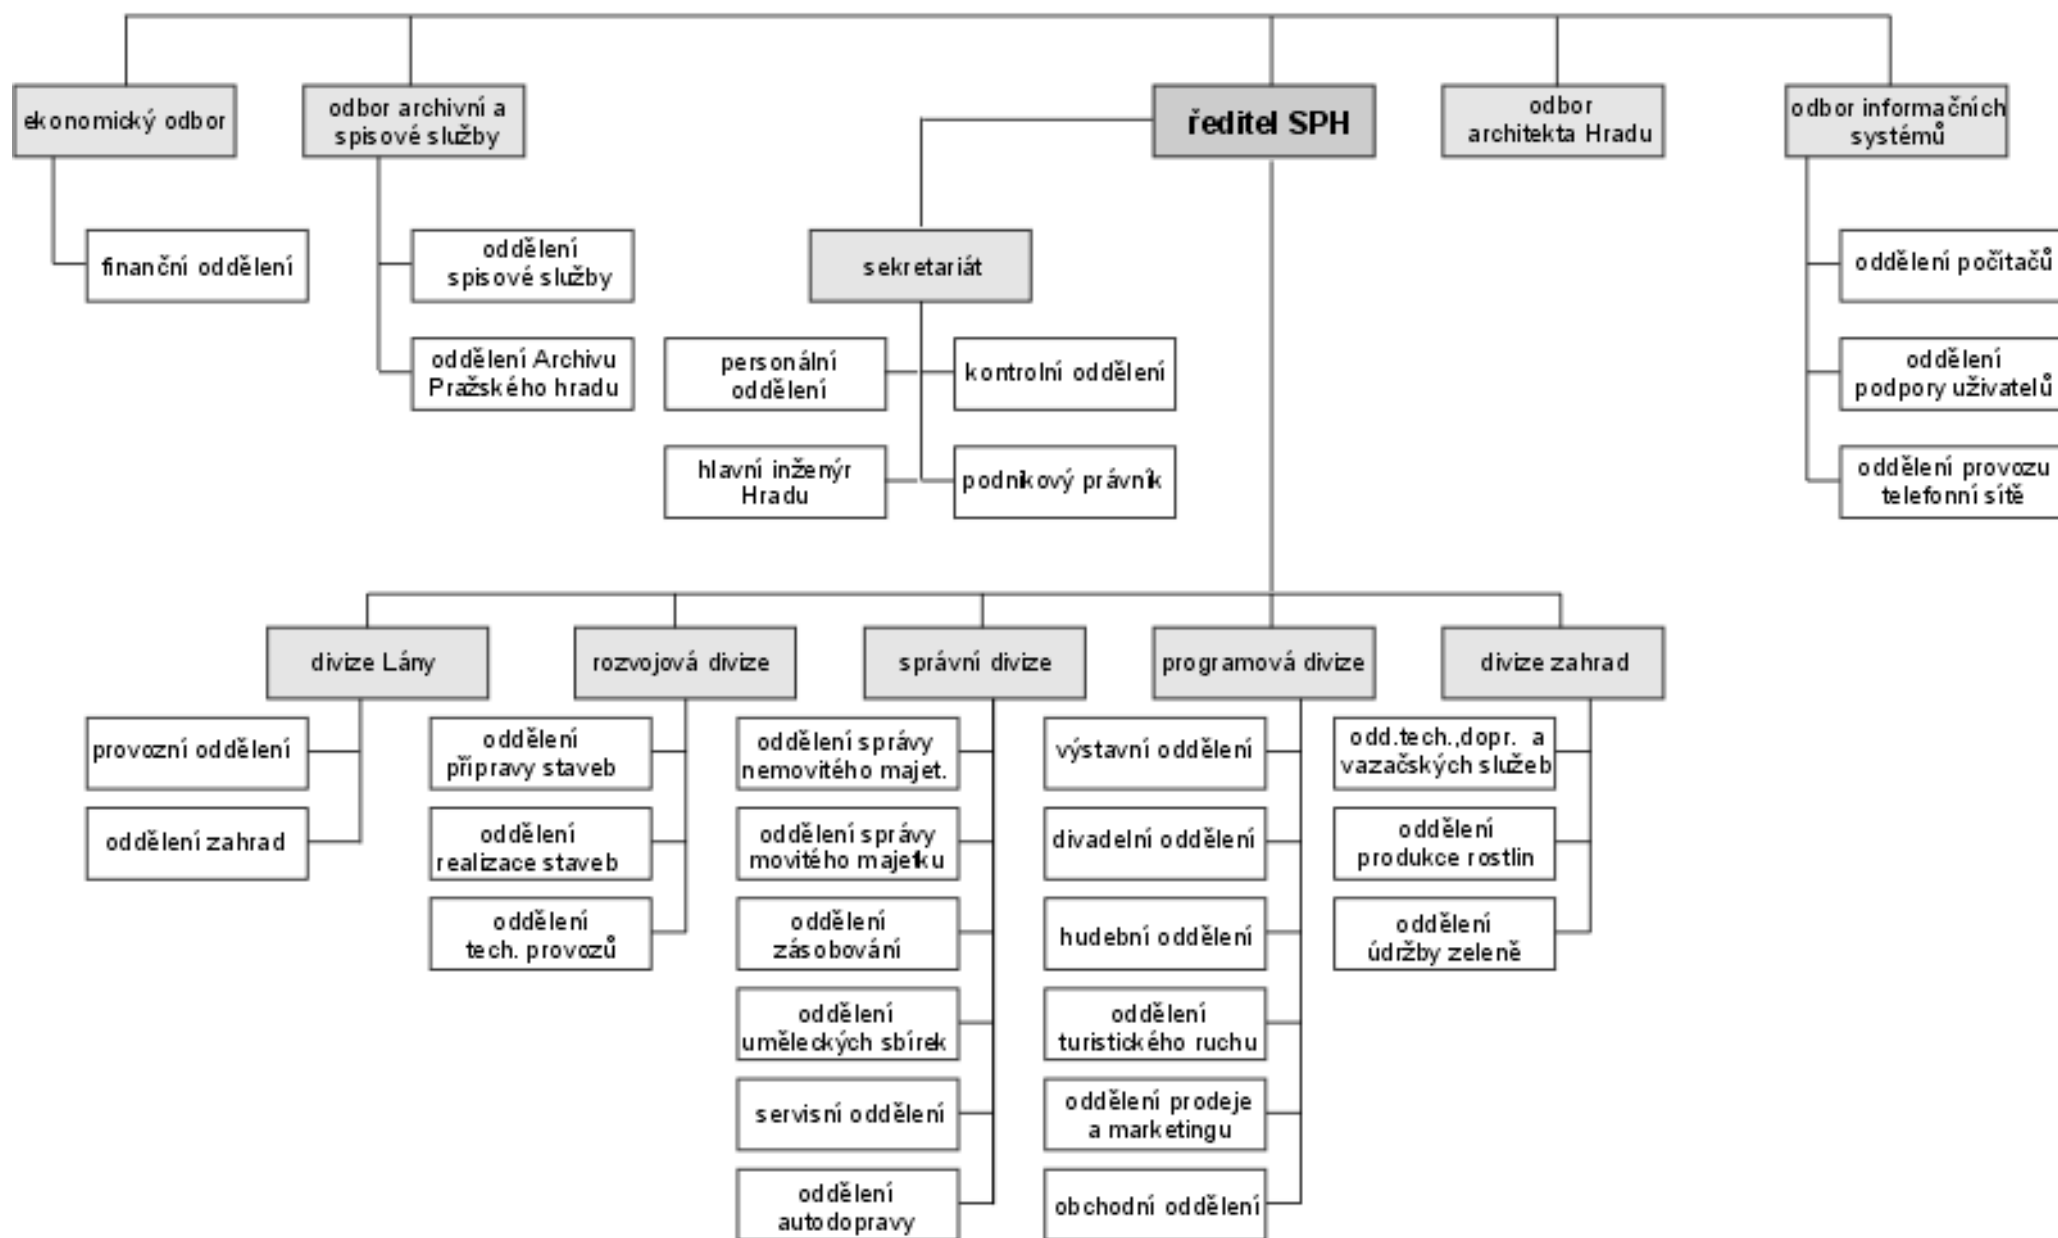 ekonomický odbor
odbor archivní a
spisové služby
ředitel SPH
odbor
architekta Hradu
odbor informačních
systémů
finanční oddělení
oddělení
spisové služby
sekretariát
oddělení počítačů
oddělení Archivu
Pražského hradu
personální
oddělení
kontrolní oddělení
oddělení
podpory uživatelů
hlavní inženýr
Hradu
podnikový právník
oddělení provozu
telefonní sítě
divize Lány
rozvojová divize
správní divize
programová divize
divize zahrad
provozní oddělení
oddělení
přípravy staveb
oddělení správy
nemovitého majet.
výstavní oddělení
odd.tech.,dopr. a
vazačských služeb
oddělení zahrad
oddělení
realizace staveb
oddělení správy
movitého majetku
divadelní oddělení
oddělení
produkce rostlin
oddělení
tech. provozů
oddělení
zásobování
hudební oddělení
oddělení
údržby zeleně
oddělení
uměleckých sbírek
oddělení
turistického ruchu
servisní oddělení
oddělení prodeje
a marketingu
oddělení
autodopravy
obchodní oddělení